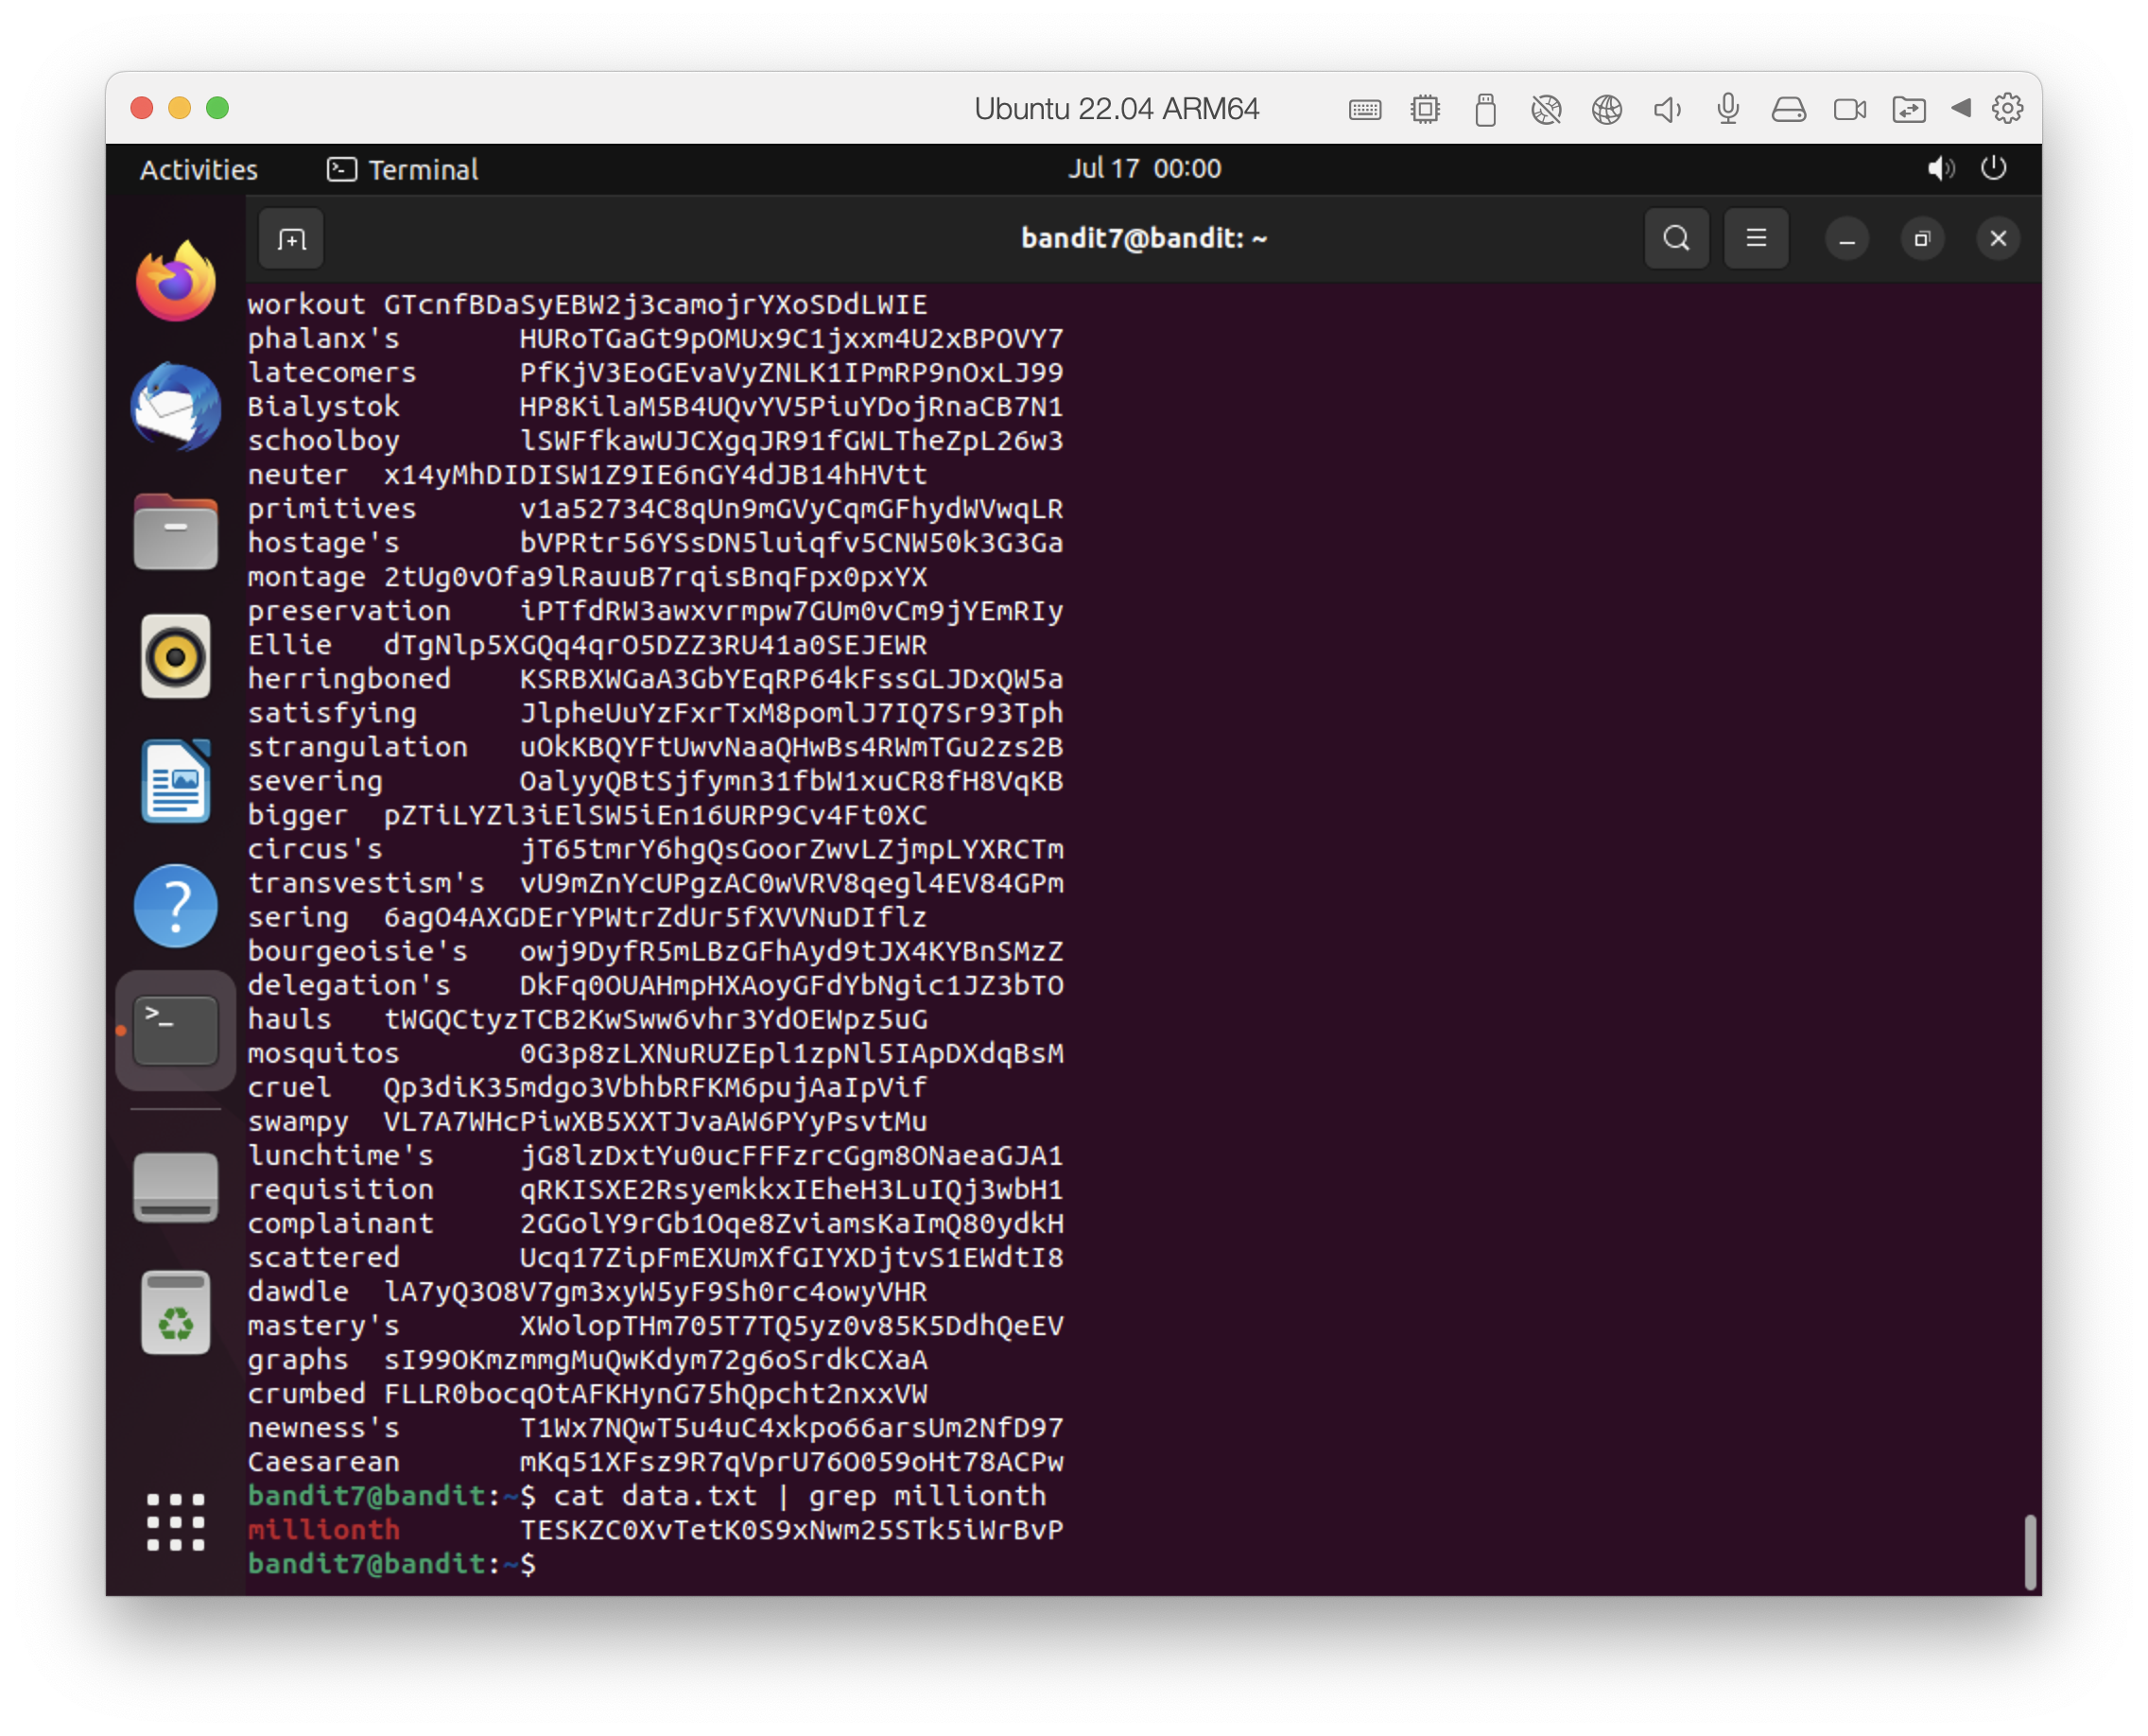 Ubuntu 22.04 ARM64
Activities Terminal Jul 17 00:00
bandit7@bandit: ~
workout GTcnfBDaSyEBW2j3camojrYXoSDdLWIE
phalanx's HURoTGaGt9pOMUx9C1jxxm4U2xBPOVY7
latecomers PfKjV3EoGEvaVyZNLK1IPmRP9nOxLJ99
Bialystok HP8KilaM5B4UQvYV5PiuYDojRnaCB7N1
schoolboy lSWFfkawUJCXgqJR91fGWLTheZpL26w3
neuter x14yMhDIDISW1Z9IE6nGY4dJB14hHVtt
primitives v1a52734C8qUn9mGVyCqmGFhydWVwqLR
hostage's bVPRtr56YSsDN5luiqfv5CNW50k3G3Ga
montage 2tUg0vOfa9lRauuB7rqisBnqFpx0pxYX
preservation iPTfdRW3awxvrmpw7GUm0vCm9jYEmRIy
Ellie dTgNlp5XGQq4qrO5DZZ3RU41a0SEJEWR
herringboned KSRBXWGaA3GbYEqRP64kFssGLJDxQW5a
satisfying JlpheUuYzFxrTxM8pomlJ7IQ7Sr93Tph
strangulation uOkKBQYFtUwvNaaQHwBs4RWmTGu2zs2B
severing OalyyQBtSjfymn31fbW1xuCR8fH8VqKB
bigger pZTiLYZl3iElSW5iEn16URP9Cv4Ft0XC
circus's jT65tmrY6hgQsGoorZwvLZjmpLYXRCTm
transvestism's vU9mZnYcUPgzAC0wVRV8qegl4EV84GPm
sering 6agO4AXGDErYPWtrZdUr5fXVVNuDIflz
bourgeoisie's owj9DyfR5mLBzGFhAyd9tJX4KYBnSMzZ
delegation's DkFq0OUAHmpHXAoyGFdYbNgic1JZ3bTO
hauls tWGQCtyzTCB2KwSww6vhr3YdOEWpz5uG
mosquitos 0G3p8zLXNuRUZEpl1zpNl5IApDXdqBsM
cruel Qp3diK35mdgo3VbhbRFKM6pujAaIpVif
swampy VL7A7WHcPiwXB5XXTJvaAW6PYyPsvtMu
lunchtime's jG8lzDxtYu0ucFFFzrcGgm8ONaeaGJA1
requisition qRKISXE2RsyemkkxIEheH3LuIQj3wbH1
complainant 2GGolY9rGb1Oqe8ZviamsKaImQ80ydkH
scattered Ucq17ZipFmEXUmXfGIYXDjtvS1EWdtI8
dawdle lA7yQ3O8V7gm3xyW5yF9Sh0rc4owyVHR
mastery's XWolopTHm705T7TQ5yz0v85K5DdhQeEV
graphs sI99OKmzmmgMuQwKdym72g6oSrdkCXaA
crumbed FLLR0bocqOtAFKHynG75hQpcht2nxxVW
newness's T1Wx7NQwT5u4uC4xkpo66arsUm2NfD97
Caesarean mKq51XFsz9R7qVprU76O059oHt78ACPw
bandit7@bandit:~$ cat data.txt | grep millionth
millionth TESKZC0XvTetK0S9xNwm25STk5iWrBvP
bandit7@bandit:~$